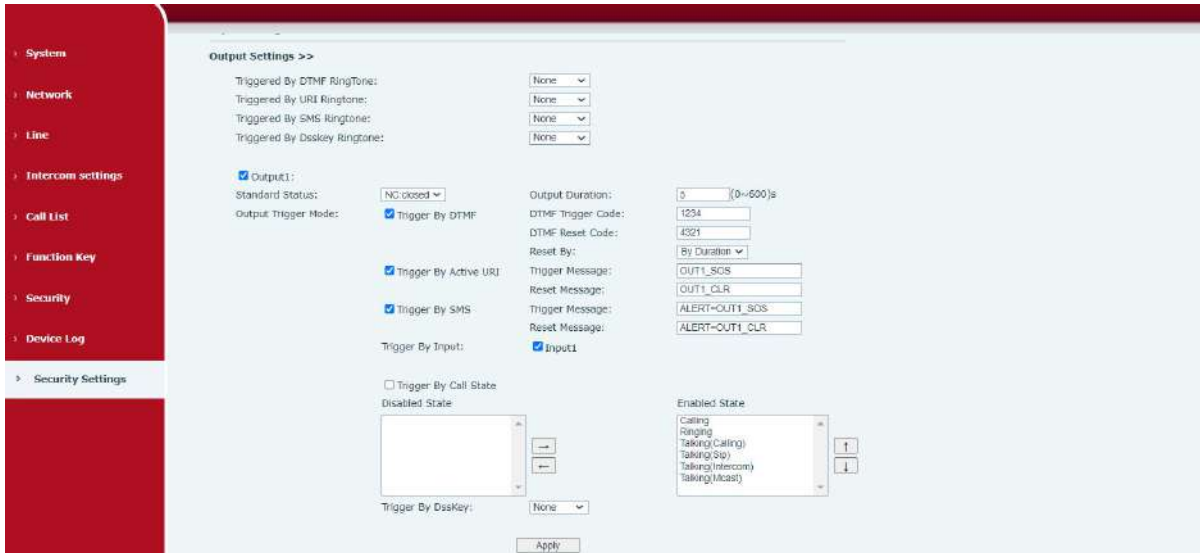 System
Network
Line
Intercom settings
Call List
Function Key
Security
Device Log
Security Settings
Output Settings >>
Triggered By DTMF RingTone: None
Triggered By URI Ringtone: None
Triggered By SMS Ringtone: None
Triggered By Dsskey Ringtone: None
Output1:
Standard Status: NC:closed Output Duration: 5 (0~600)s
Output Trigger Mode: Trigger By DTMF DTMF Trigger Code: 1234
DTMF Reset Code: 4321
Reset By: By Duration
Trigger By Active URI Trigger Message: OUT1_SOS
Reset Message: OUT1_CLR
Trigger By SMS Trigger Message: ALERT=OUT1_SOS
Reset Message: ALERT=OUT1_CLR
Trigger By Input: Input1
Trigger By Call State
Disabled State Enabled State
Calling
Ringing
Talking(Calling)
Talking(Sip)
Talking(Intercom)
Talking(Mcast)
→
←
↑
↓
Trigger By DssKey: None
Apply